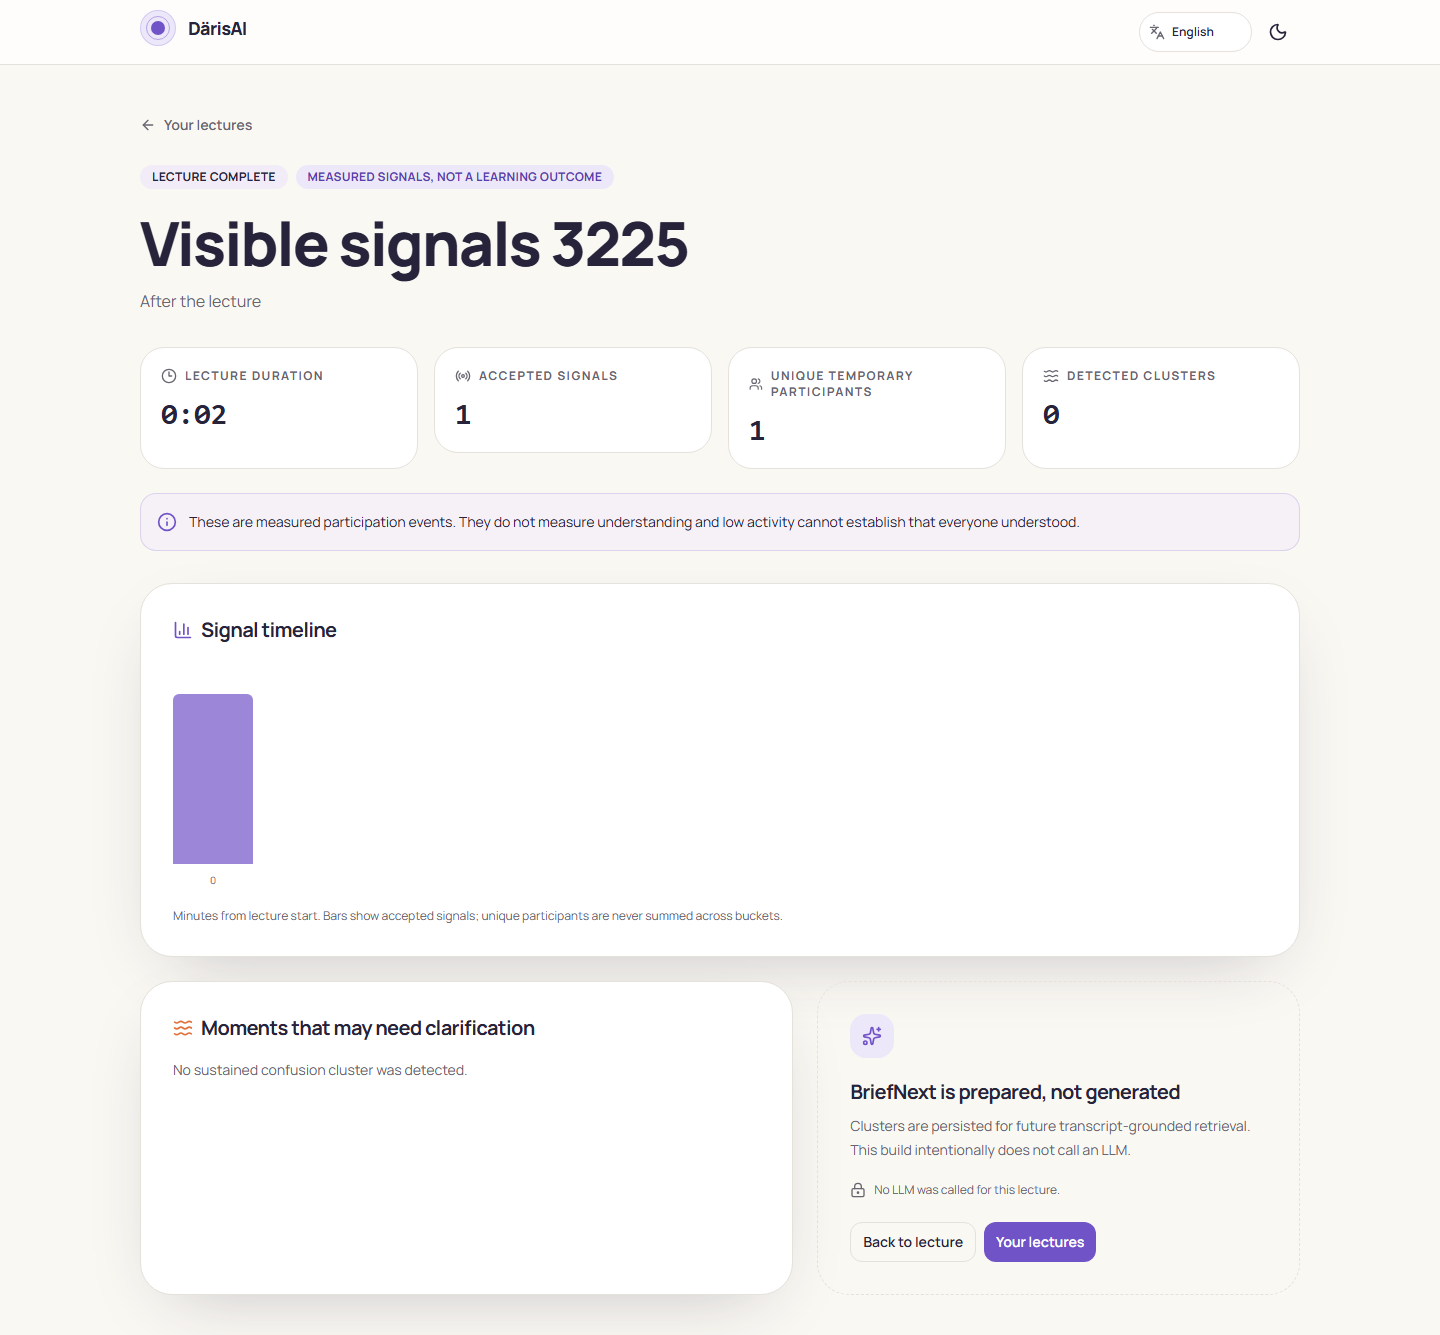 DärisAI
English
Your lectures
LECTURE COMPLETE
MEASURED SIGNALS, NOT A LEARNING OUTCOME
Visible signals 3225
After the lecture
LECTURE DURATION
0:02
ACCEPTED SIGNALS
1
UNIQUE TEMPORARY
PARTICIPANTS
1
DETECTED CLUSTERS
0
These are measured participation events. They do not measure understanding and low activity cannot establish that everyone understood.
Signal timeline
0
Minutes from lecture start. Bars show accepted signals; unique participants are never summed across buckets.
Moments that may need clarification
No sustained confusion cluster was detected.
BriefNext is prepared, not generated
Clusters are persisted for future transcript-grounded retrieval.
This build intentionally does not call an LLM.
No LLM was called for this lecture.
Back to lecture
Your lectures